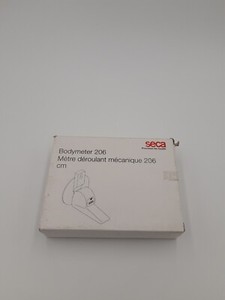 seca
Bodymeter 206
Mètre déroulant mécanique 206
cm